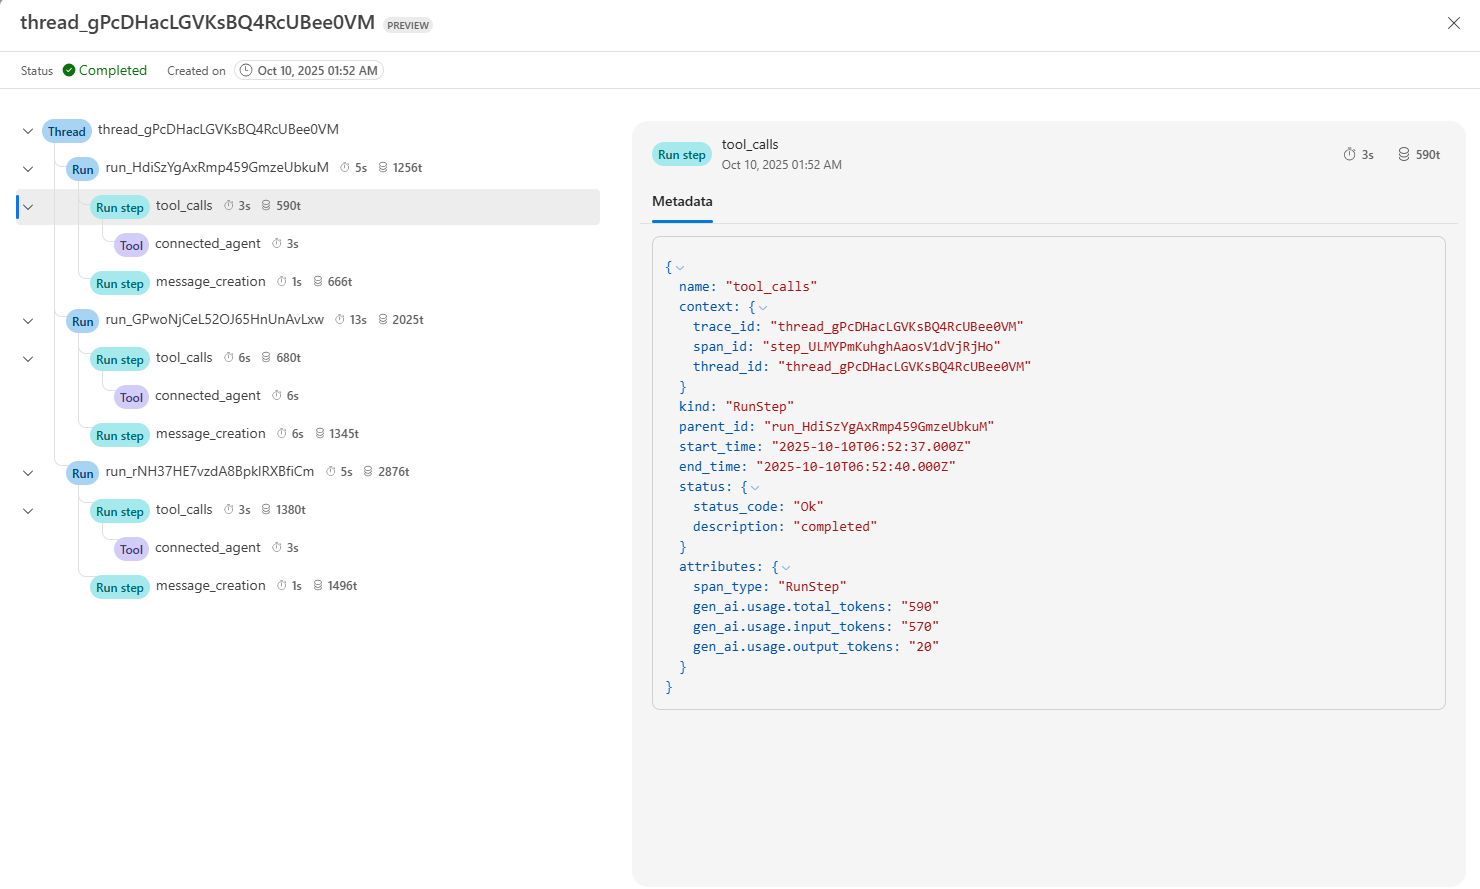 thread_gPcDHacLGVKsBQ4RcUBee0VM PREVIEW
Status Completed Created on Oct 10, 2025 01:52 AM
Thread thread_gPcDHacLGVKsBQ4RcUBee0VM
Run run_HdiSzYgAxRmp459GmzeUbkuM 5s 1256t
Run step tool_calls 3s 590t
Tool connected_agent 3s
Run step message_creation 1s 666t
Run run_GPwoNjCeL52OJ65HnUnAvLxw 13s 2025t
Run step tool_calls 6s 680t
Tool connected_agent 6s
Run step message_creation 6s 1345t
Run run_rNH37HE7vzdA8BpkIRXBfiCm 5s 2876t
Run step tool_calls 3s 1380t
Tool connected_agent 3s
Run step message_creation 1s 1496t
Run step tool_calls 3s 590t
Oct 10, 2025 01:52 AM
Metadata
{
name: "tool_calls"
context: {
trace_id: "thread_gPcDHacLGVKsBQ4RcUBee0VM"
span_id: "step_ULMYPmKuhghAaosV1dVjRjHo"
thread_id: "thread_gPcDHacLGVKsBQ4RcUBee0VM"
}
kind: "RunStep"
parent_id: "run_HdiSzYgAxRmp459GmzeUbkuM"
start_time: "2025-10-10T06:52:37.000Z"
end_time: "2025-10-10T06:52:40.000Z"
status: {
status_code: "Ok"
description: "completed"
}
attributes: {
span_type: "RunStep"
gen_ai.usage.total_tokens: "590"
gen_ai.usage.input_tokens: "570"
gen_ai.usage.output_tokens: "20"
}
}